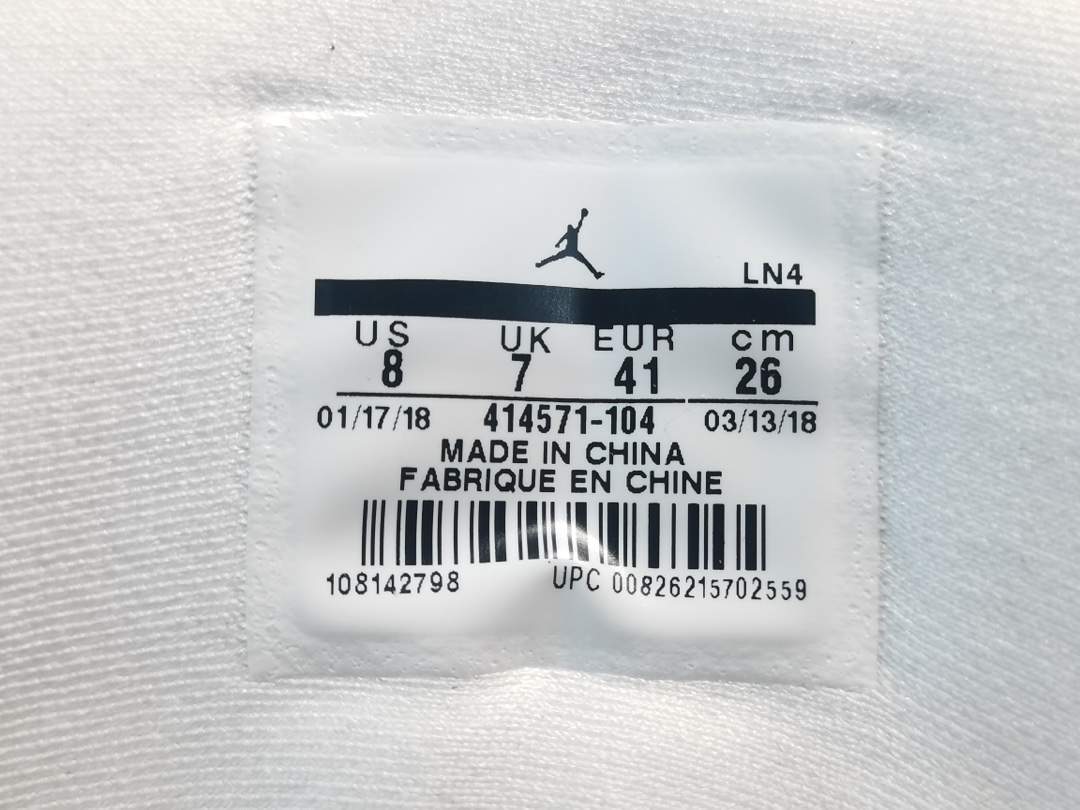 LN4
US UK EUR cm
8 7 41 26
01/17/18 414571-104 03/13/18
MADE IN CHINA
FABRIQUE EN CHINE
108142798 UPC 00826215702559